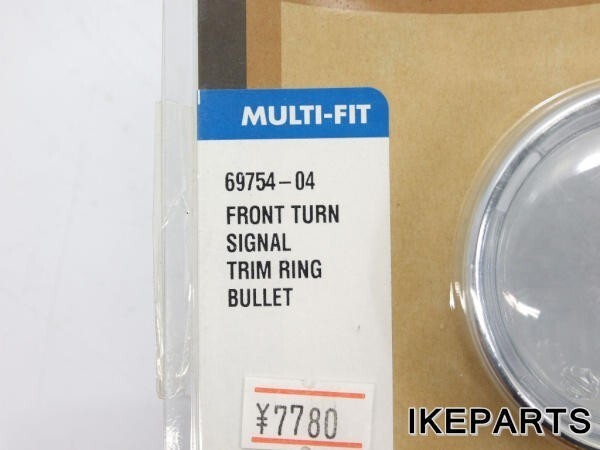 MULTI-FIT
69754-04
FRONT TURN
SIGNAL
TRIM RING
BULLET
¥7780
IKEPARTS